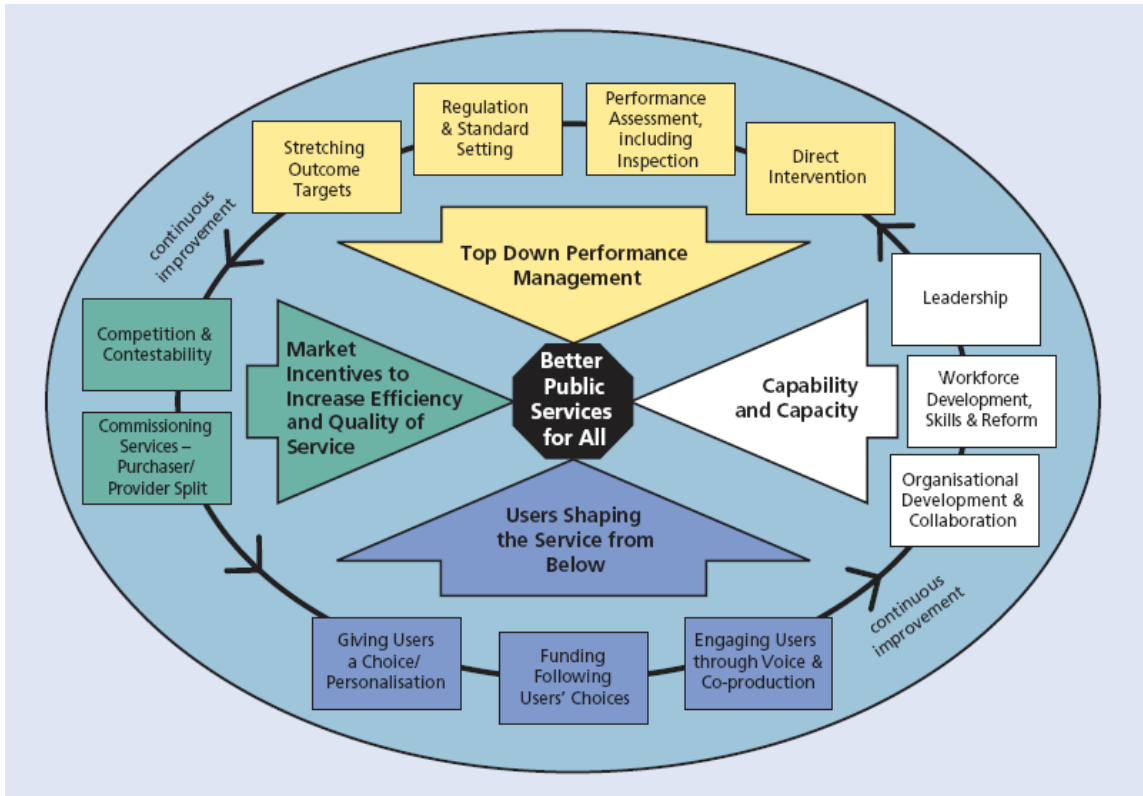 Regulation
& Standard
Setting
Performance
Assessment,
including
Inspection
Stretching
Outcome
Targets
Direct
Intervention
continuous
improvement
Top Down Performance
Management
Leadership
Competition &
Contestability
Market
Incentives to
Increase Efficiency
and Quality of
Service
Better
Public
Services
for All
Capability
and Capacity
Workforce
Development,
Skills & Reform
Commissioning
Services –
Purchaser/
Provider Split
Organisational
Development &
Collaboration
Users Shaping
the Service from
Below
continuous
improvement
Giving Users
a Choice/
Personalisation
Funding
Following
Users’ Choices
Engaging Users
through Voice &
Co-production